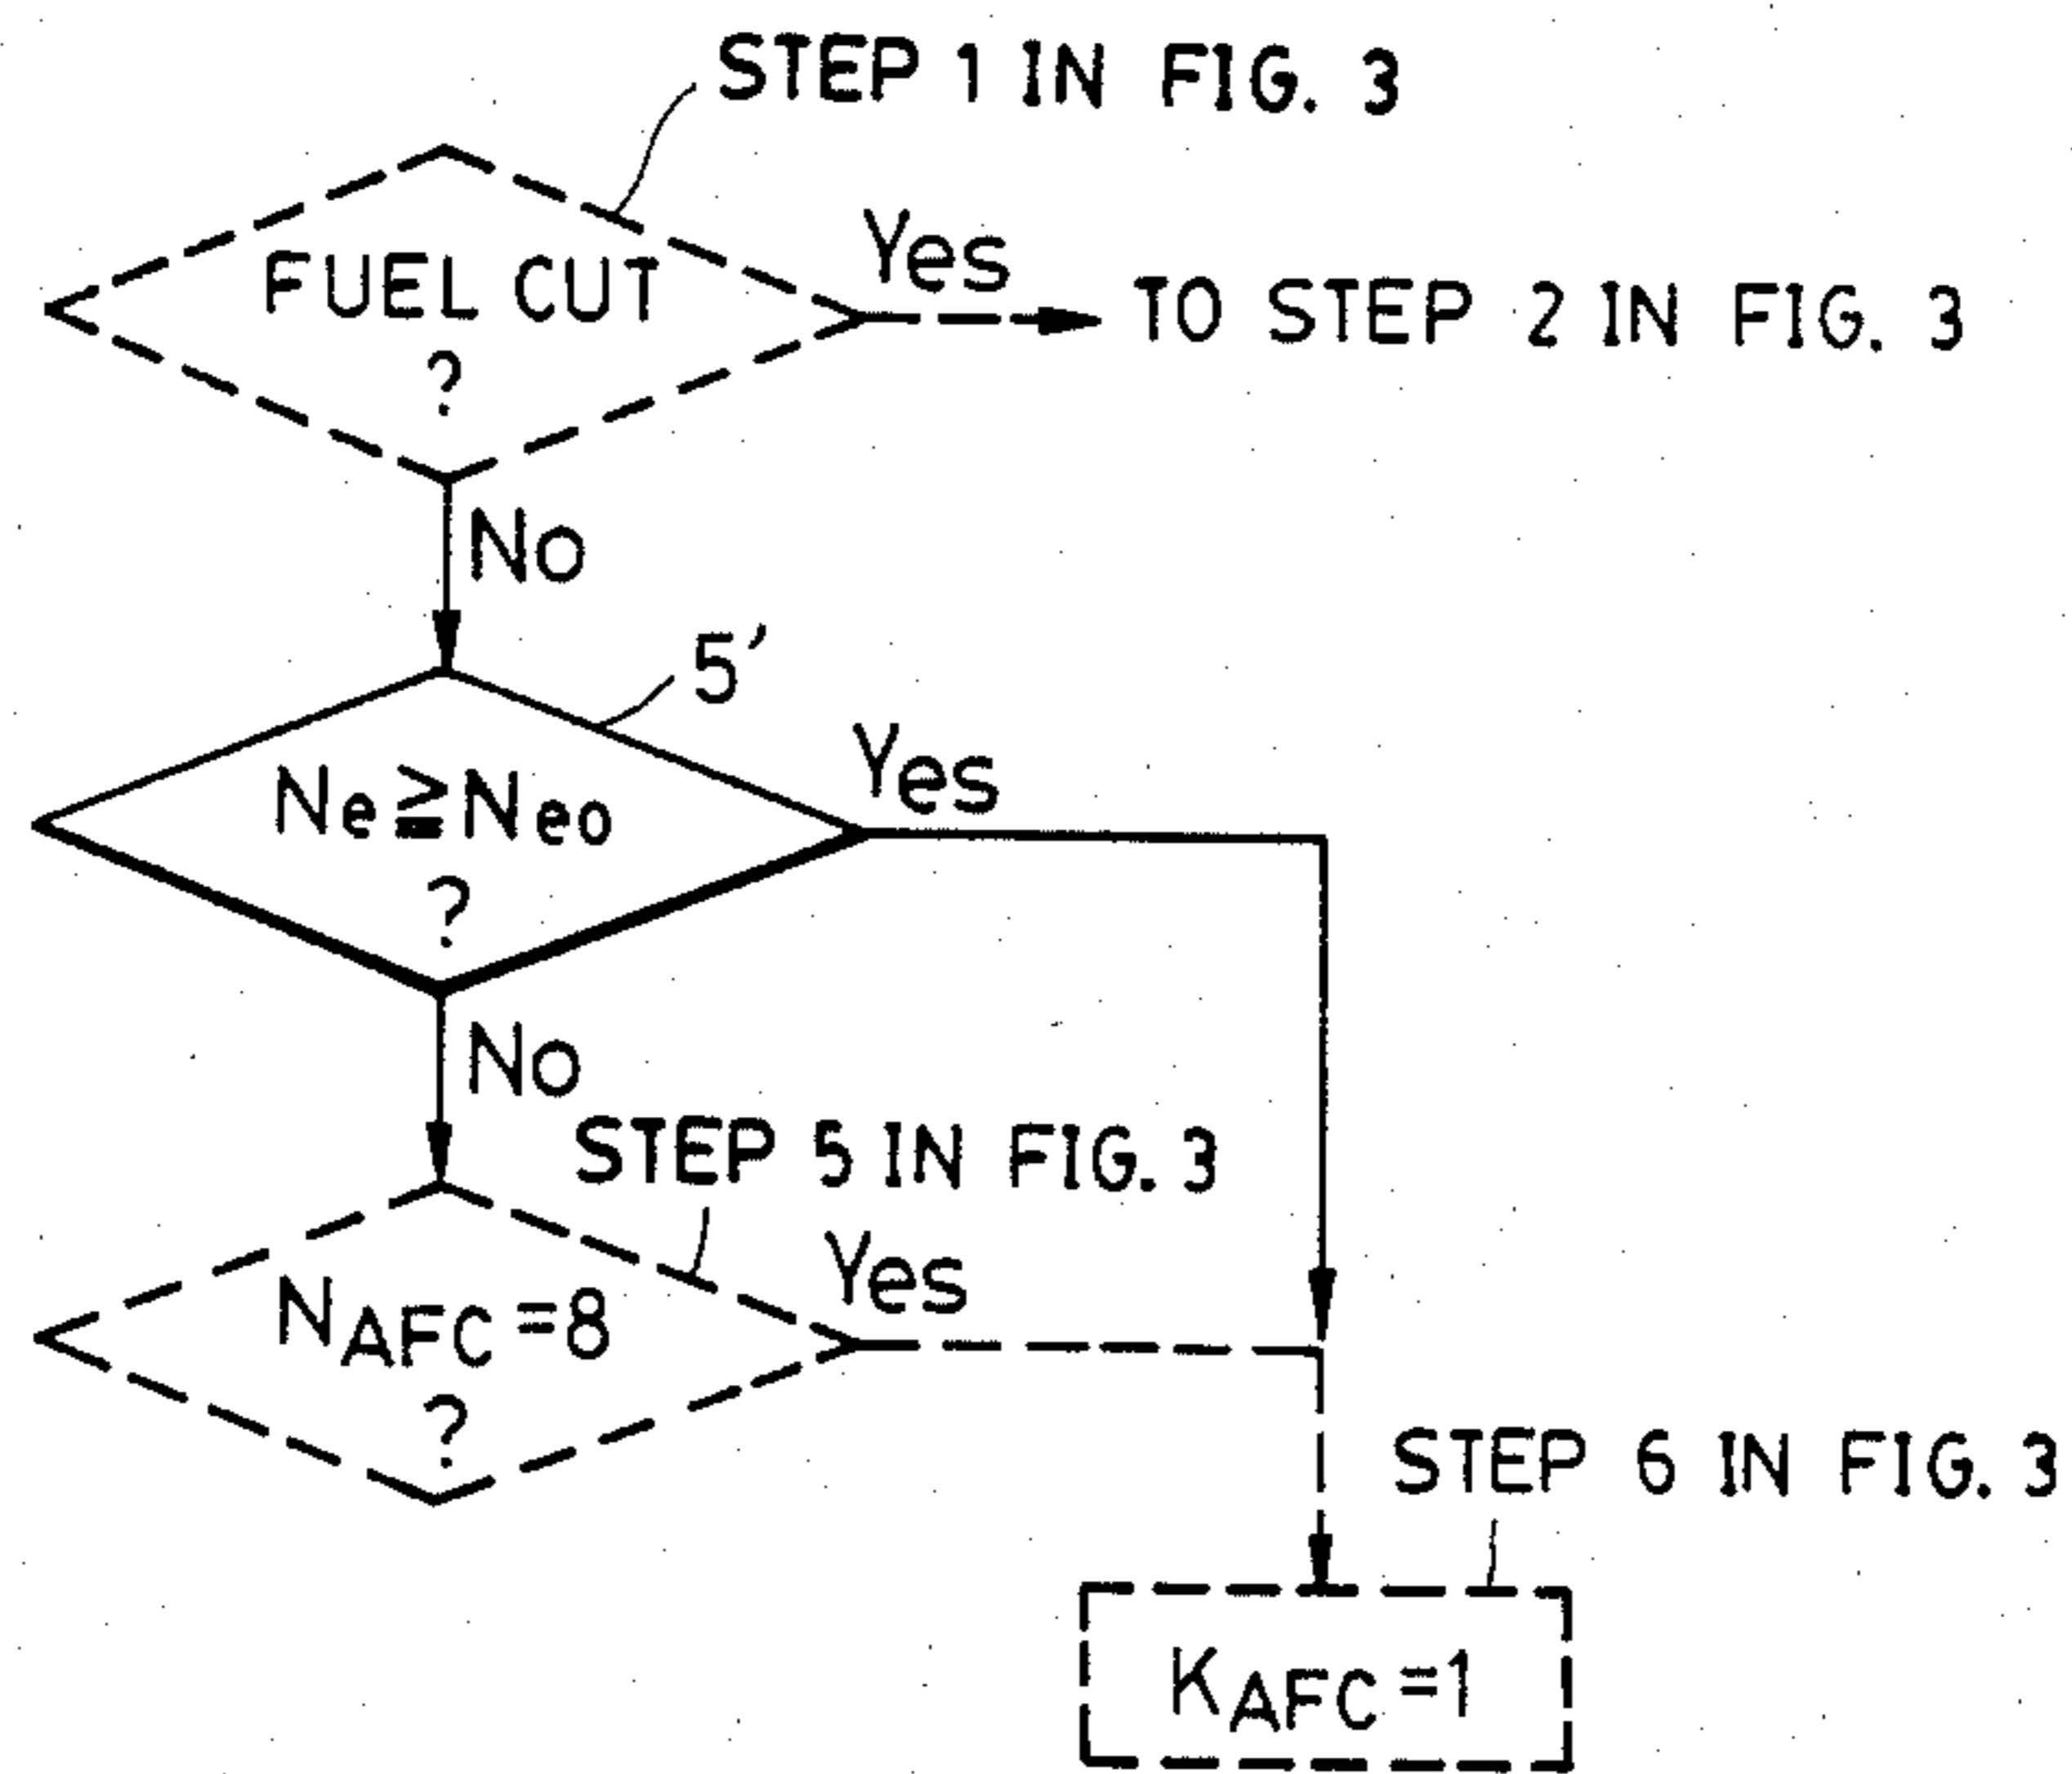 STEP 1 IN FIG. 3
FUEL CUT
?
Yes
TO STEP 2 IN FIG. 3
No
5′
Ne≧Neo
?
Yes
No
STEP 5 IN FIG. 3
NAFC=8
?
Yes
STEP 6 IN FIG. 3
KAFC=1